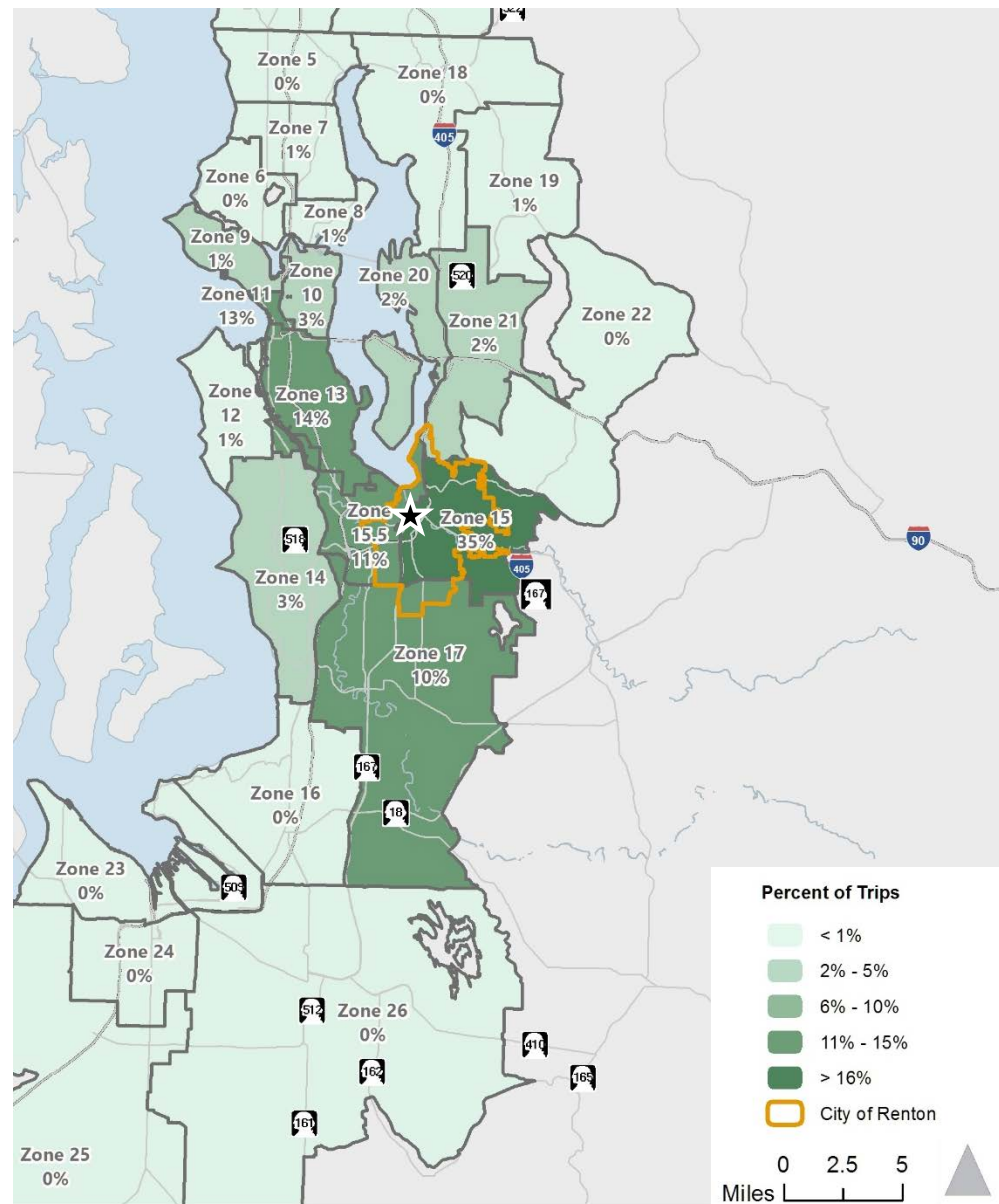 522
Zone 5
0%
Zone 18
0%
405
Zone 7
1%
Zone 6
0%
Zone 19
1%
Zone 8
1%
Zone 9
1%
Zone
10
3%
Zone 20
2%
520
Zone 11
13%
Zone 21
2%
Zone 22
0%
Zone
12
1%
Zone 13
14%
Zone
15.5
11%
Zone 15
35%
518
90
Zone 14
3%
405
167
Zone 17
10%
167
Zone 16
0%
18
Zone 23
0%
509
Zone 24
0%
512
Zone 26
0%
410
162
165
161
Zone 25
0%
Percent of Trips
< 1%
2% - 5%
6% - 10%
11% - 15%
> 16%
City of Renton
0 2.5 5
Miles